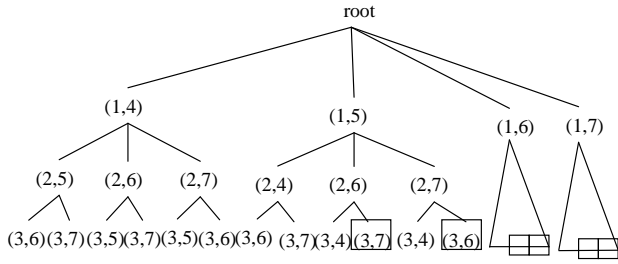 root
(1,4) (1,5) (1,6) (1,7)
(2,5) (2,6) (2,7) (2,4) (2,6) (2,7)
(3,6) (3,7) (3,5) (3,7) (3,5) (3,6) (3,6) (3,7) (3,4) (3,7) (3,4) (3,6)